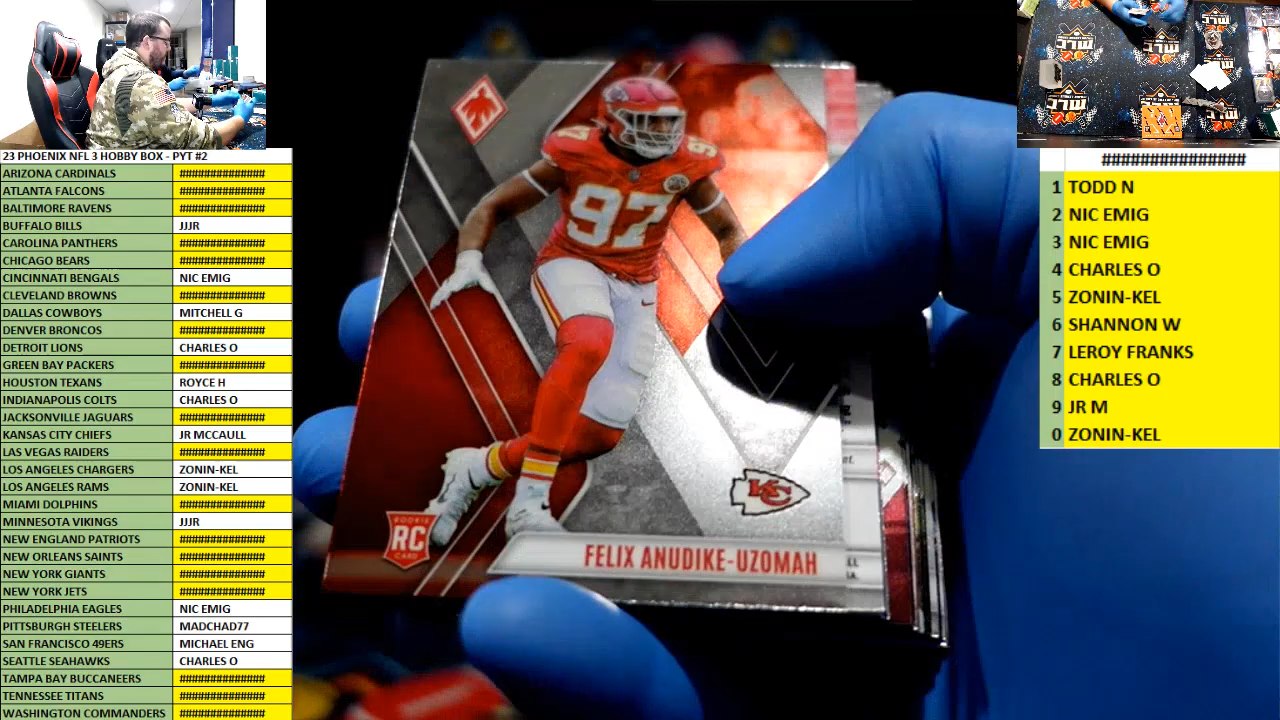 23 PHOENIX NFL 3 HOBBY BOX - PYT #2
ARIZONA CARDINALS ##############
ATLANTA FALCONS ##############
BALTIMORE RAVENS ##############
BUFFALO BILLS JJJR
CAROLINA PANTHERS ##############
CHICAGO BEARS ##############
CINCINNATI BENGALS NIC EMIG
CLEVELAND BROWNS ##############
DALLAS COWBOYS MITCHELL G
DENVER BRONCOS ##############
DETROIT LIONS CHARLES O
GREEN BAY PACKERS ##############
HOUSTON TEXANS ROYCE H
INDIANAPOLIS COLTS CHARLES O
JACKSONVILLE JAGUARS ##############
KANSAS CITY CHIEFS JR MCCAULL
LAS VEGAS RAIDERS ##############
LOS ANGELES CHARGERS ZONIN-KEL
LOS ANGELES RAMS ZONIN-KEL
MIAMI DOLPHINS ##############
MINNESOTA VIKINGS JJJR
NEW ENGLAND PATRIOTS ##############
NEW ORLEANS SAINTS ##############
NEW YORK GIANTS ##############
NEW YORK JETS ##############
PHILADELPHIA EAGLES NIC EMIG
PITTSBURGH STEELERS MADCHAD77
SAN FRANCISCO 49ERS MICHAEL ENG
SEATTLE SEAHAWKS CHARLES O
TAMPA BAY BUCCANEERS ##############
TENNESSEE TITANS ##############
WASHINGTON COMMANDERS ##############
97
97
KC
ROOKIE
RC
CARD
FELIX ANUDIKE-UZOMAH
###############
1 TODD N
2 NIC EMIG
3 NIC EMIG
4 CHARLES O
5 ZONIN-KEL
6 SHANNON W
7 LEROY FRANKS
8 CHARLES O
9 JR M
0 ZONIN-KEL